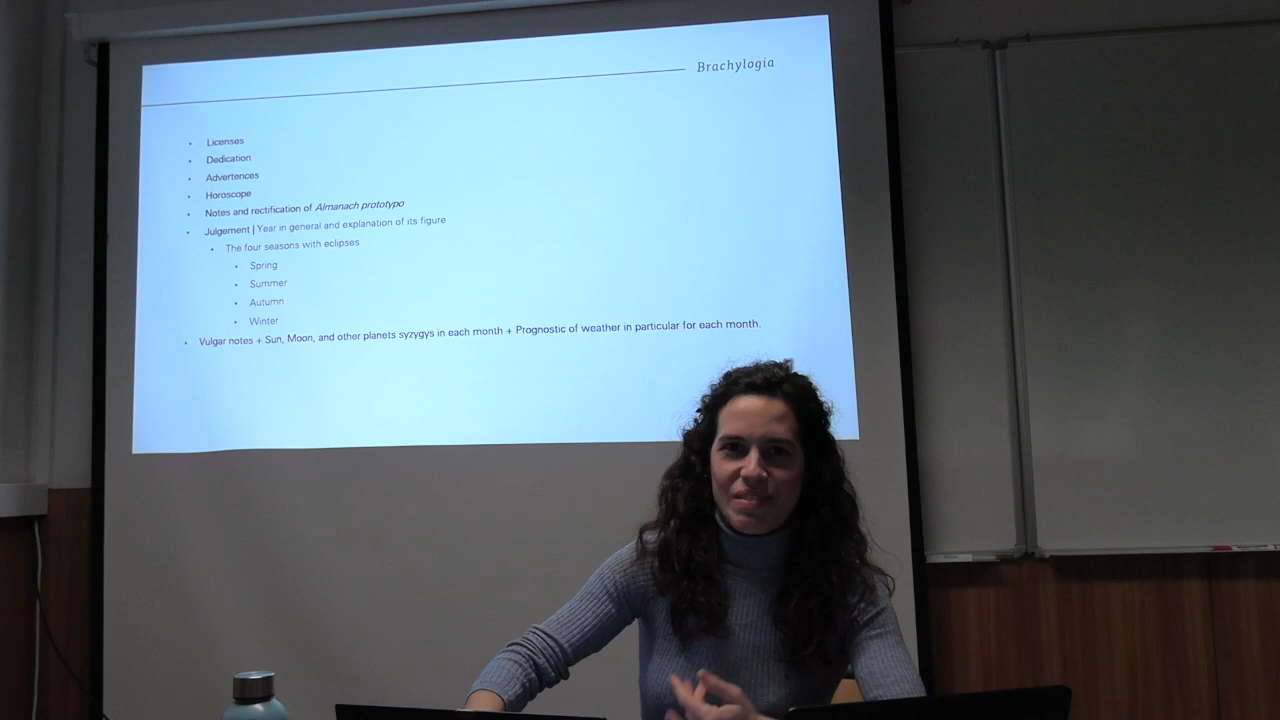 Brachylogia
• Licenses
• Dedication
• Advertences
• Horoscope
• Notes and rectification of Almanach prototypo
• Judgement | Year in general and explanation of its figure
• The four seasons with eclipses
• Spring
• Summer
• Autumn
• Winter
• Vulgar notes + Sun, Moon, and other planets syzygys in each month + Prognostic of weather in particular for each month.